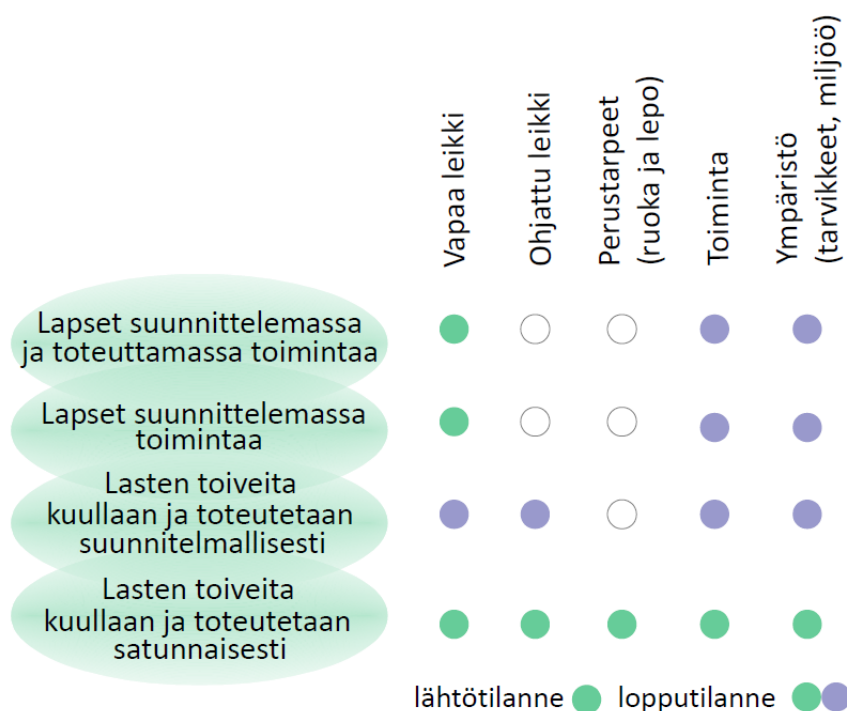 Vapaa leikki
Ohjattu leikki
Perustarpeet
(ruoka ja lepo)
Toiminta
Ympäristö
(tarvikkeet, miljöö)
Lapset suunnittelemassa
ja toteuttamassa toimintaa
Lapset suunnittelemassa
toimintaa
Lasten toiveita
kuullaan ja toteutetaan
suunnitelmallisesti
Lasten toiveita
kuullaan ja toteutetaan
satunnaisesti
lähtötilanne lopputilanne